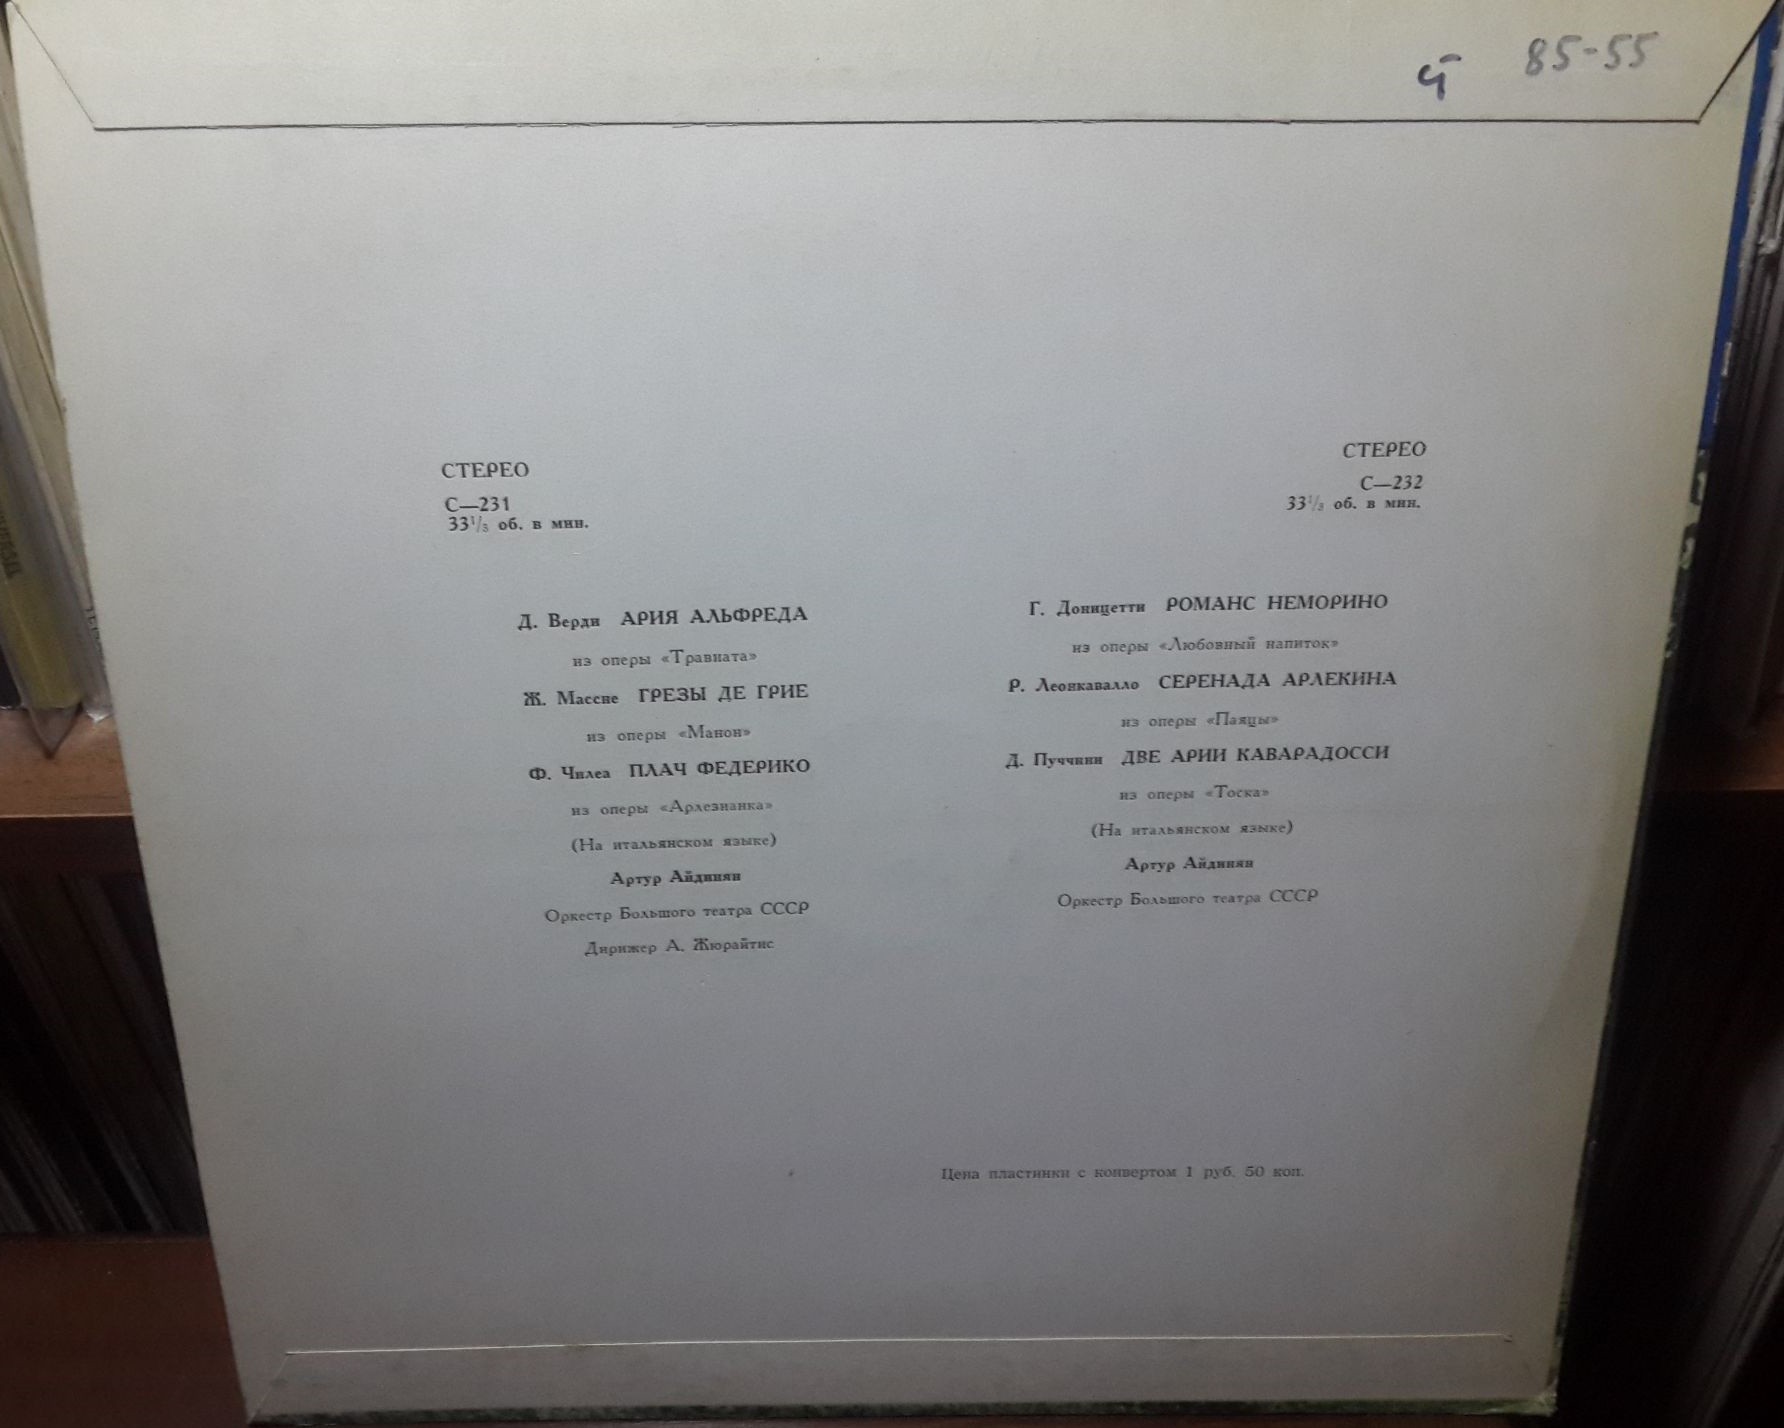 ч- 85-55
СТЕРЕО
С—231
33 1/3 об. в мин.
Д. Верди АРИЯ АЛЬФРЕДА
из оперы «Травиата»
Ж. Массне ГРЕЗЫ ДЕ ГРИЕ
из оперы «Манон»
Ф. Чилеа ПЛАЧ ФЕДЕРИКО
из оперы «Арлезианка»
(На итальянском языке)
Артур Айдинян
Оркестр Большого театра СССР
Дирижер А. Жюрайтис
СТЕРЕО
С—232
33 1/3 об. в мин.
Г. Доницетти РОМАНС НЕМОРИНО
из оперы «Любовный напиток»
Р. Леонкавалло СЕРЕНАДА АРЛЕКИНА
из оперы «Паяцы»
Д. Пуччини ДВЕ АРИИ КАВАРАДОССИ
из оперы «Тоска»
(На итальянском языке)
Артур Айдинян
Оркестр Большого театра СССР
Цена пластинки с конвертом 1 руб. 50 коп.